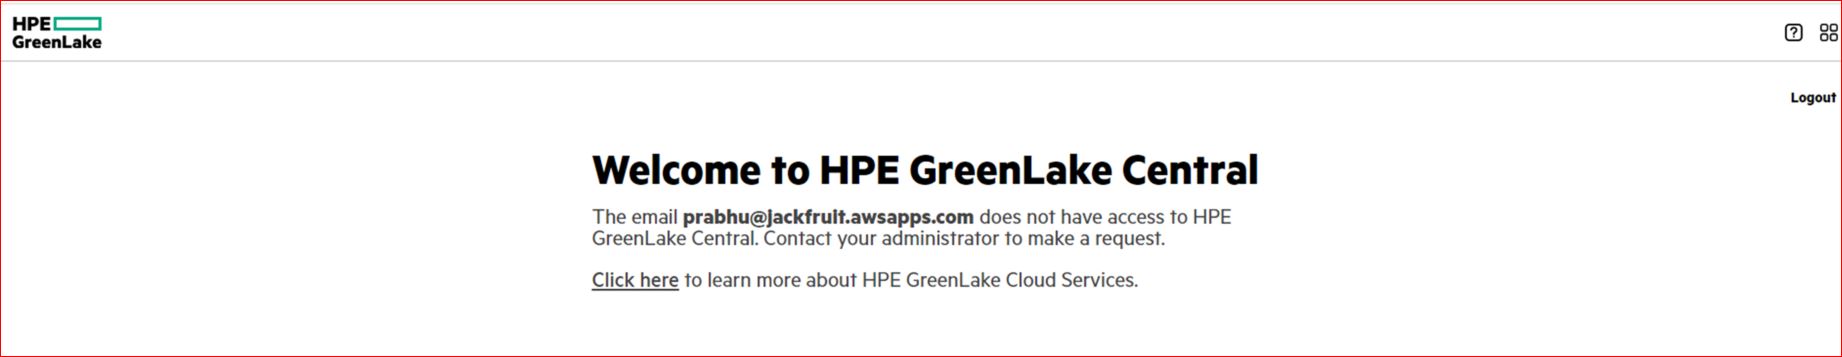 HPE
GreenLake
Logout
Welcome to HPE GreenLake Central
The email prabhu@jackfruit.awsapps.com does not have access to HPE
GreenLake Central. Contact your administrator to make a request.
Click here to learn more about HPE GreenLake Cloud Services.